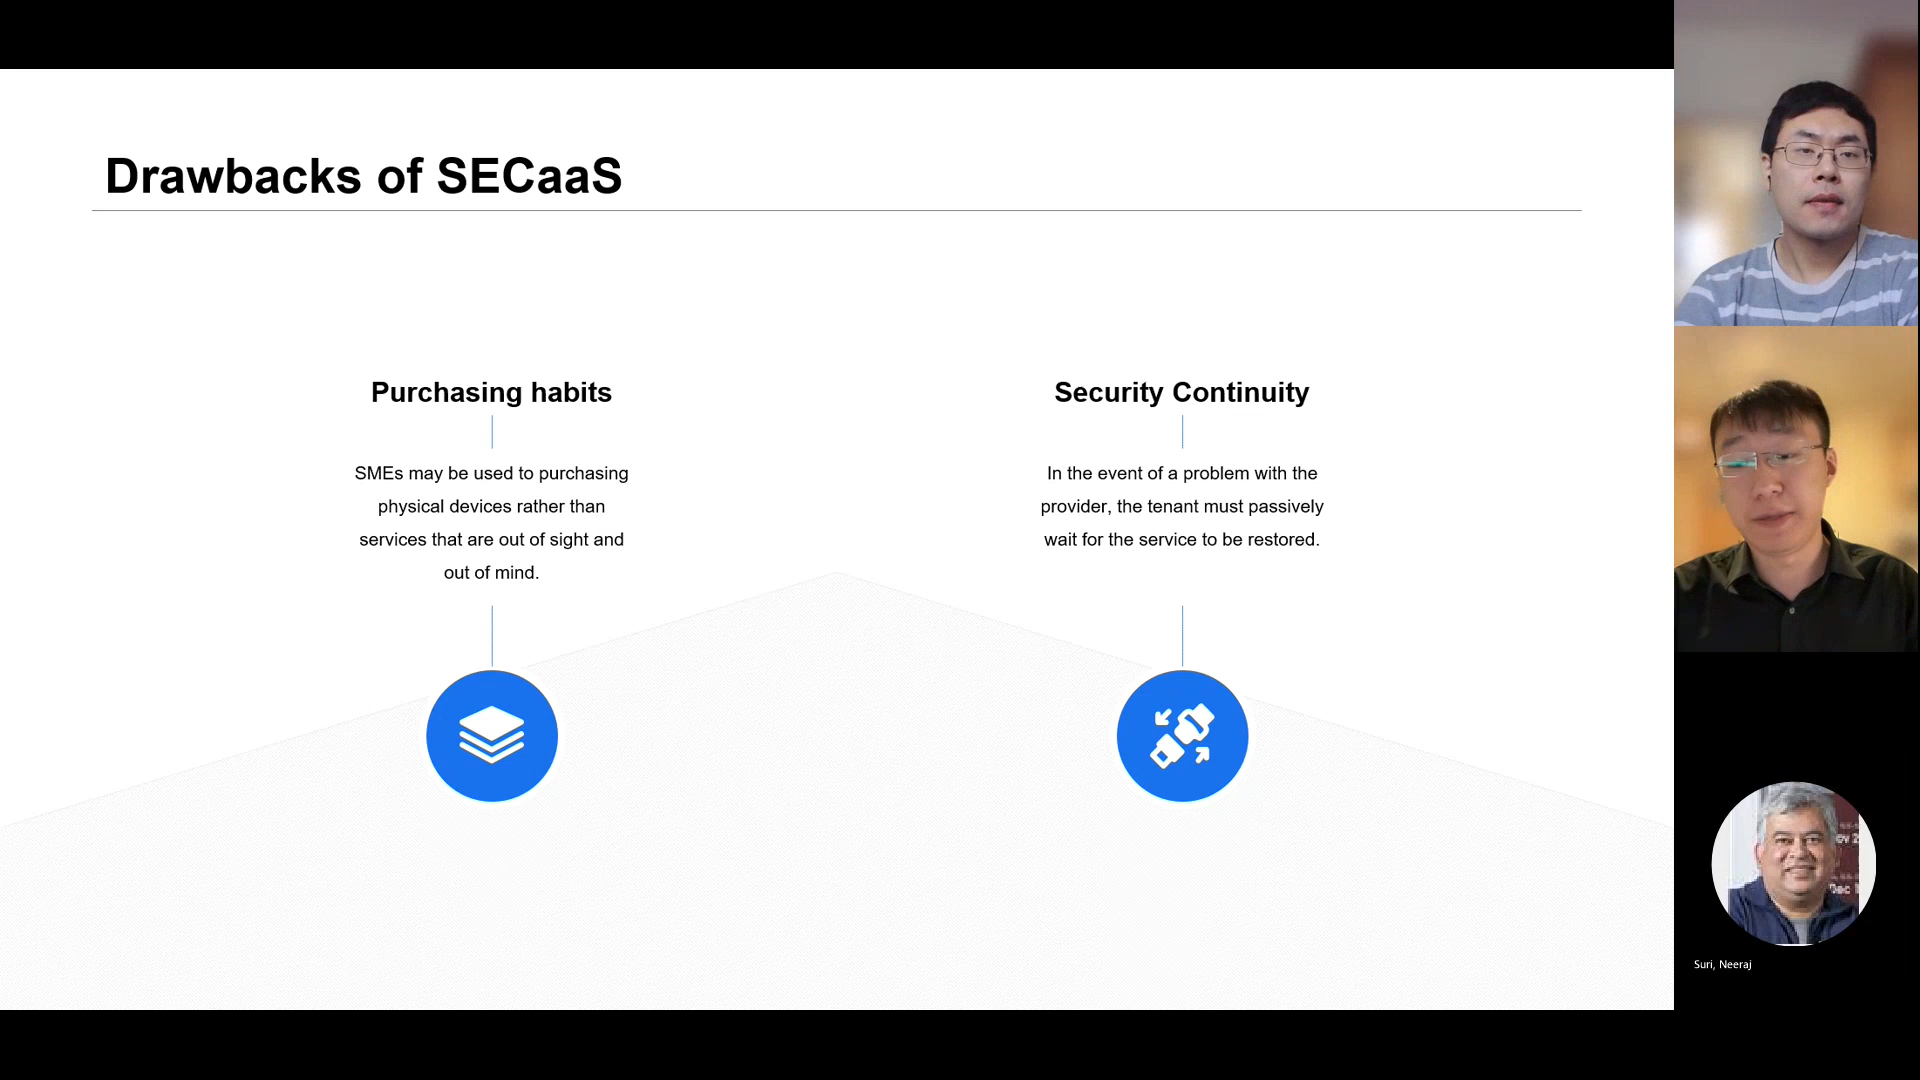 Drawbacks of SECaaS
Purchasing habits
SMEs may be used to purchasing
physical devices rather than
services that are out of sight and
out of mind.
Security Continuity
In the event of a problem with the
provider, the tenant must passively
wait for the service to be restored.
Suri, Neeraj